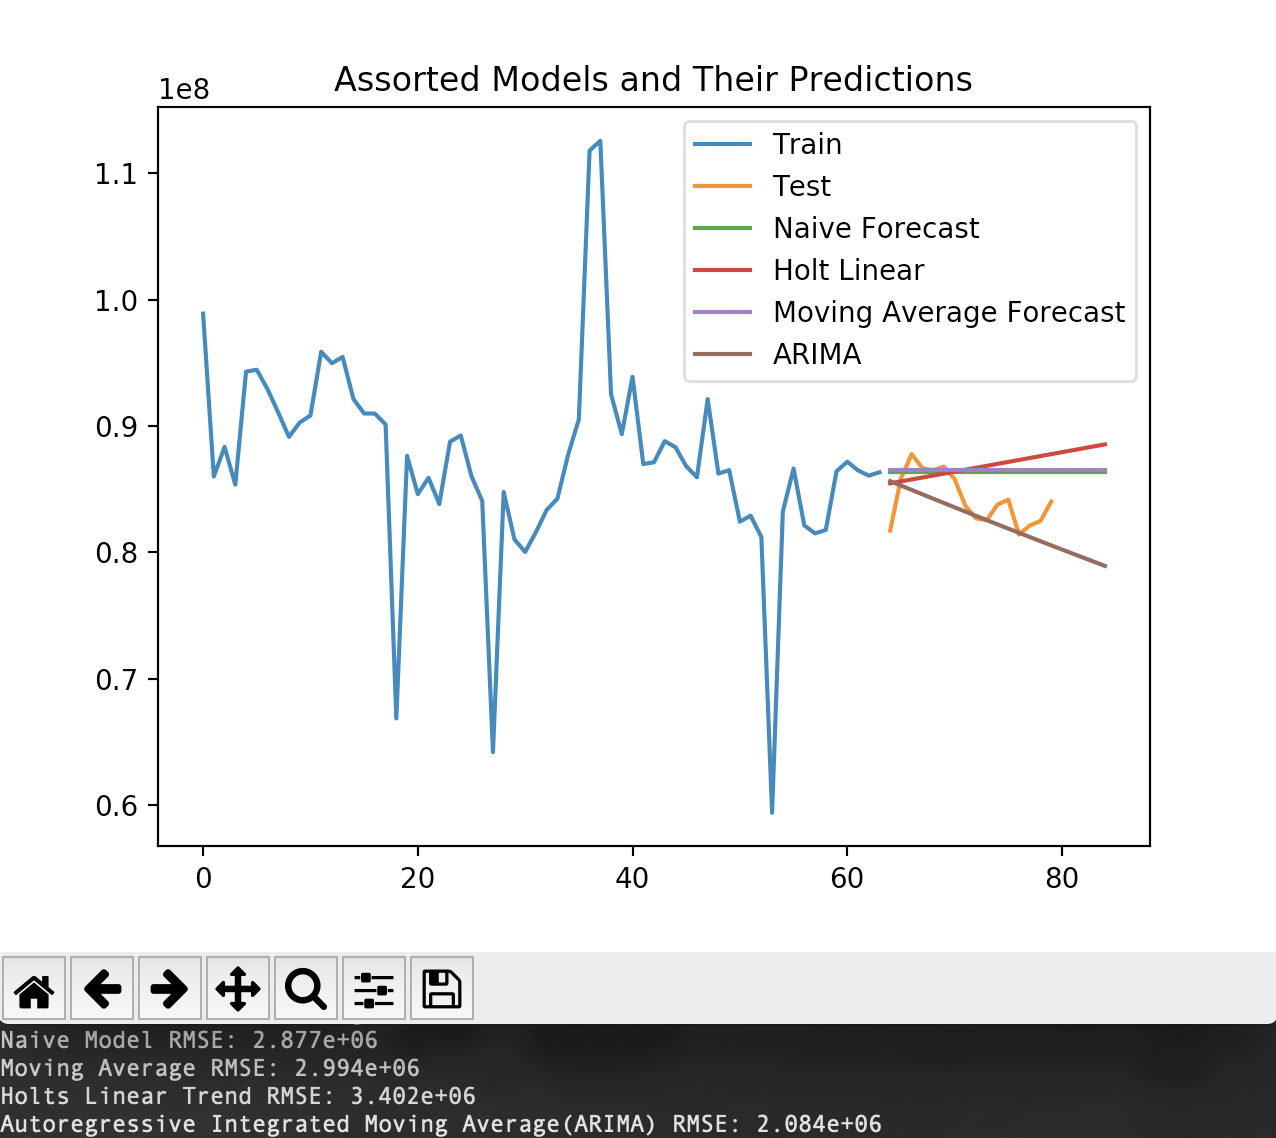 Assorted Models and Their Predictions
1e8
1.1
1.0
0.9
0.8
0.7
0.6
Train
Test
Naive Forecast
Holt Linear
Moving Average Forecast
ARIMA
0 20 40 60 80
Naive Model RMSE: 2.877e+06
Moving Average RMSE: 2.994e+06
Holts Linear Trend RMSE: 3.402e+06
Autoregressive Integrated Moving Average(ARIMA) RMSE: 2.084e+06